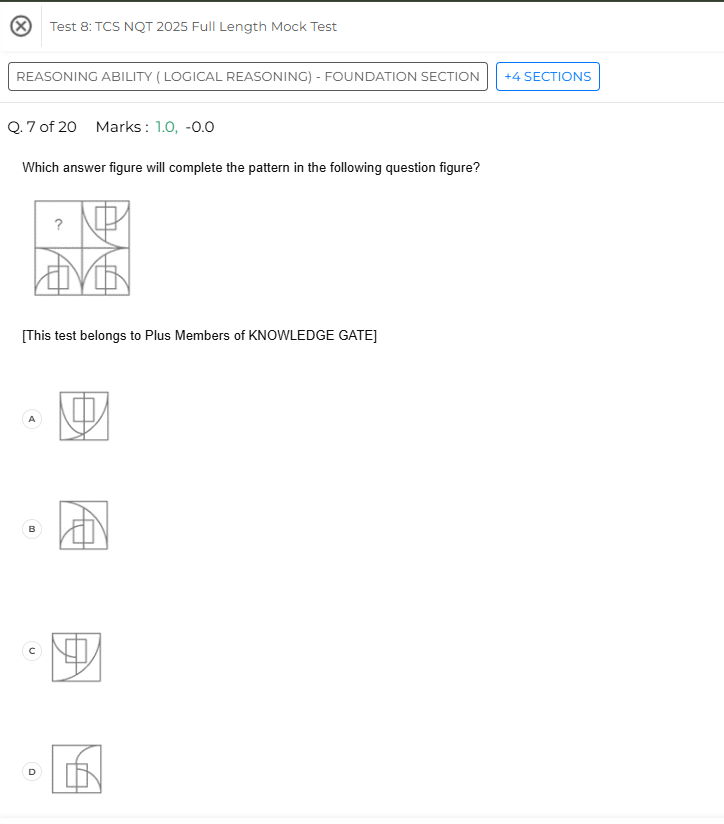 Test 8: TCS NQT 2025 Full Length Mock Test
REASONING ABILITY ( LOGICAL REASONING) - FOUNDATION SECTION +4 SECTIONS
Q. 7 of 20 Marks : 1.0, -0.0
Which answer figure will complete the pattern in the following question figure?
?
[This test belongs to Plus Members of KNOWLEDGE GATE]
A
B
C
D